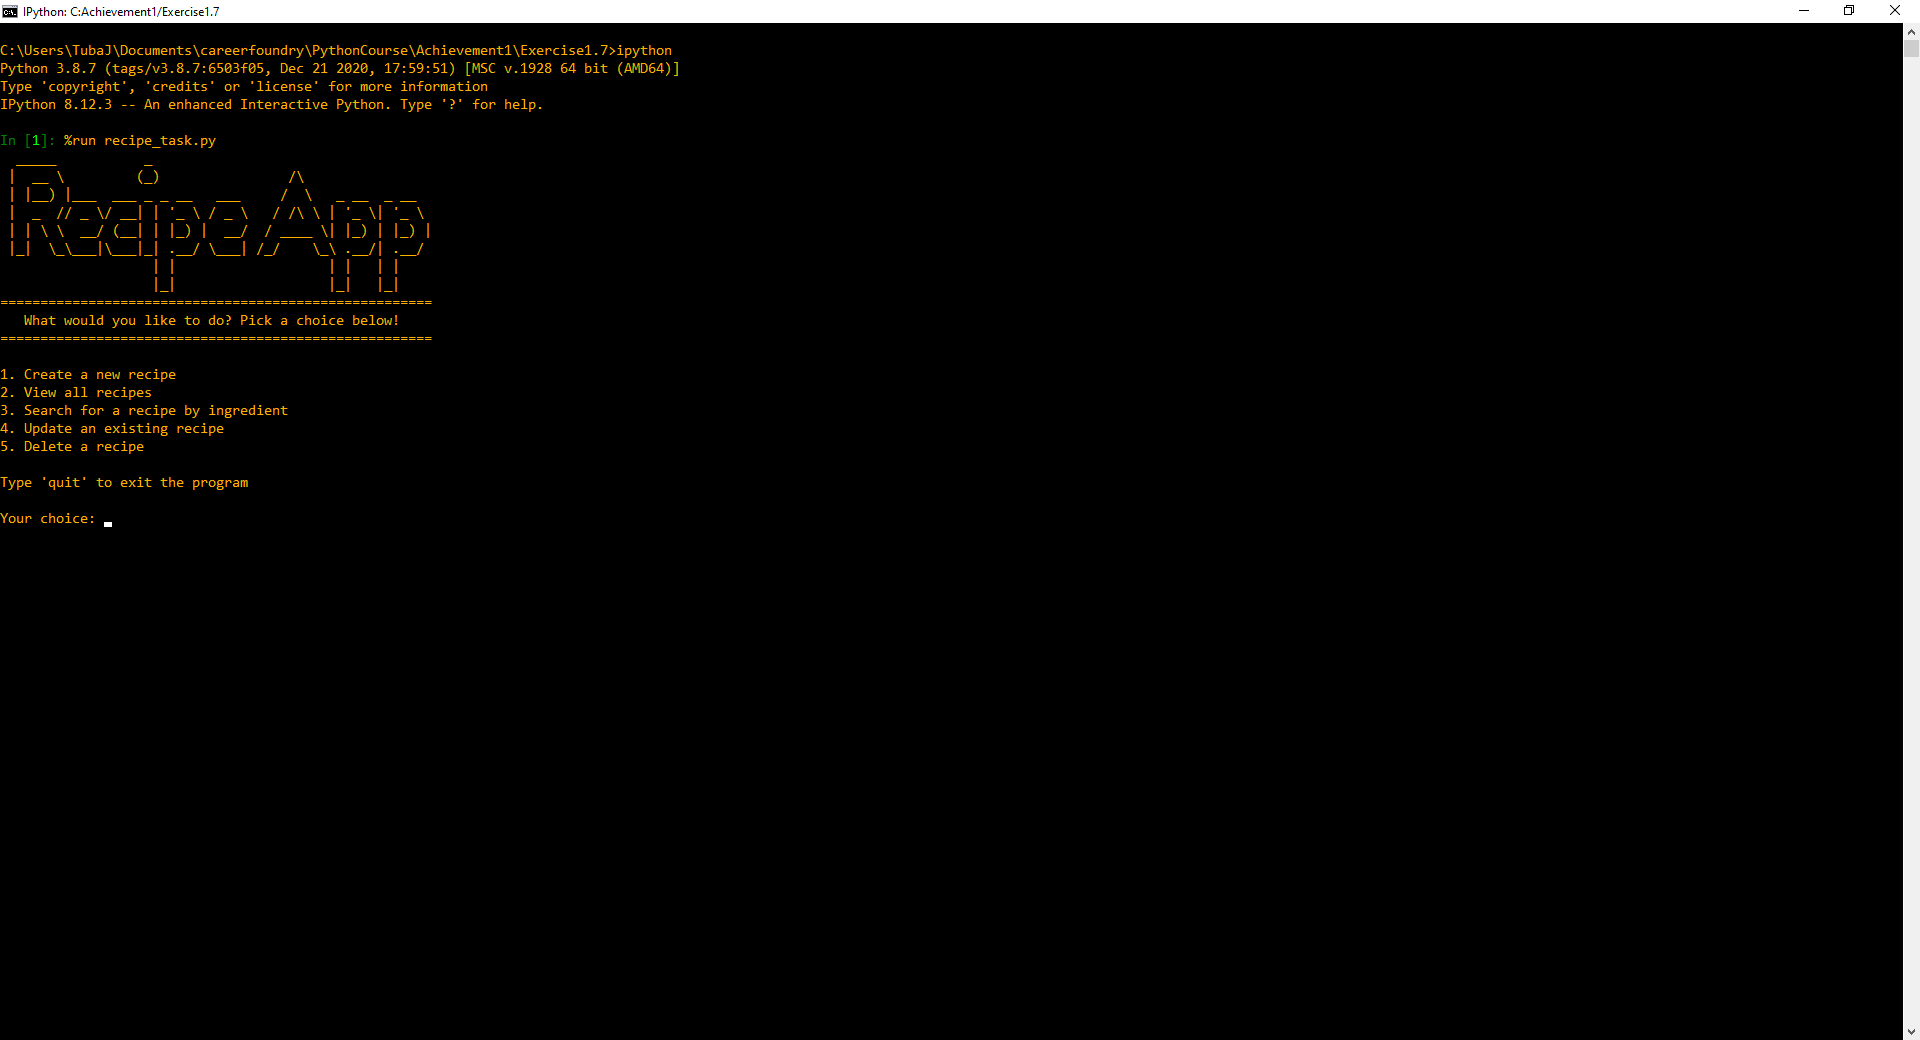 IPython: C:Achievement1/Exercise1.7
C:\Users\TubaJ\Documents\careerfoundry\PythonCourse\Achievement1\Exercise1.7>ipython
Python 3.8.7 (tags/v3.8.7:6503f05, Dec 21 2020, 17:59:51) [MSC v.1928 64 bit (AMD64)]
Type 'copyright', 'credits' or 'license' for more information
IPython 8.12.3 -- An enhanced Interactive Python. Type '?' for help.
In [1]: %run recipe_task.py
Recipe App
======================================================
What would you like to do? Pick a choice below!
======================================================
1. Create a new recipe
2. View all recipes
3. Search for a recipe by ingredient
4. Update an existing recipe
5. Delete a recipe
Type 'quit' to exit the program
Your choice: